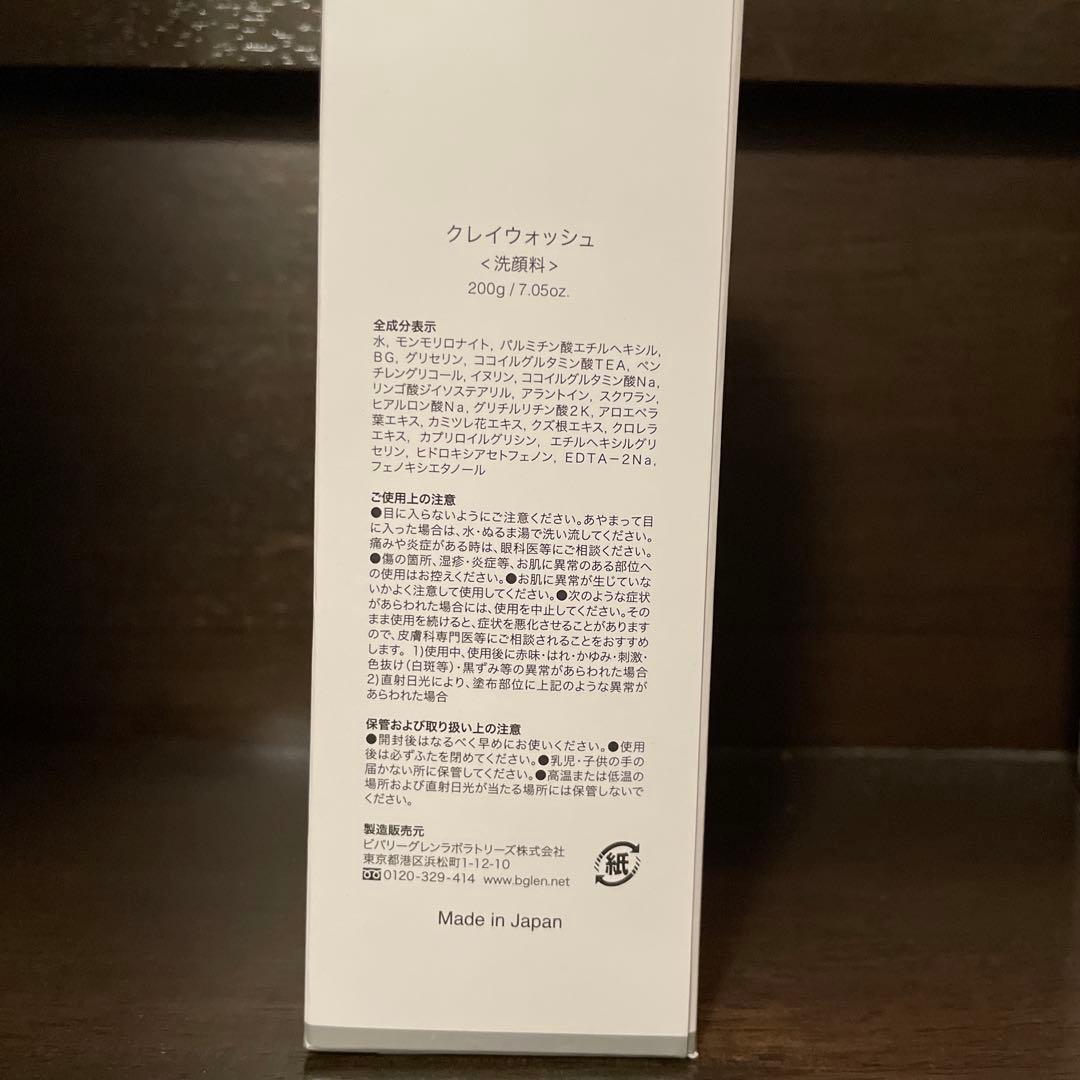 クレイウォッシュ
<洗顔料>
200g / 7.05oz.
全成分表示
水, モンモリロナイト, パルミチン酸エチルヘキシル,
BG, グリセリン, ココイルグルタミン酸TEA, ペン
チレングリコール, イヌリン, ココイルグルタミン酸Na,
リンゴ酸ジイソステアリル, アラントイン, スクワラン,
ヒアルロン酸Na, グリチルリチン酸2K, アロエベラ
葉エキス, カミツレ花エキス, クズ根エキス, クロレラ
エキス, カプリロイルグリシン, エチルヘキシルグリ
セリン, ヒドロキシアセトフェノン, EDTA-2Na,
フェノキシエタノール
ご使用上の注意
●目に入らないようにご注意ください。あやまって目
に入った場合は、水・ぬるま湯で洗い流してください。
痛みや炎症がある時は、眼科医等にご相談ください。
●傷の箇所、湿疹・炎症等、お肌に異常のある部位へ
の使用はお控えください。●お肌に異常が生じていな
いかよく注意して使用してください。●次のような症状
があらわれた場合には、使用を中止してください。その
まま使用を続けると、症状を悪化させることがあります
ので、皮膚科専門医等にご相談されることをおすすめ
します。 1)使用中、使用後に赤味・はれ・かゆみ・刺激・
色抜け(白斑等)・黒ずみ等の異常があらわれた場合
2)直射日光により、塗布部位に上記のような異常が
あらわれた場合
保管および取り扱い上の注意
●開封後はなるべく早めにお使いください。●使用
後は必ずふたを閉めてください。●乳児・子供の手の
届かない所に保管してください。●高温または低温の
場所および直射日光が当たる場所には保管しないで
ください。
製造販売元
ビバリーグレンラボラトリーズ株式会社
東京都港区浜松町1-12-10
0120-329-414 www.bglen.net
紙
Made in Japan